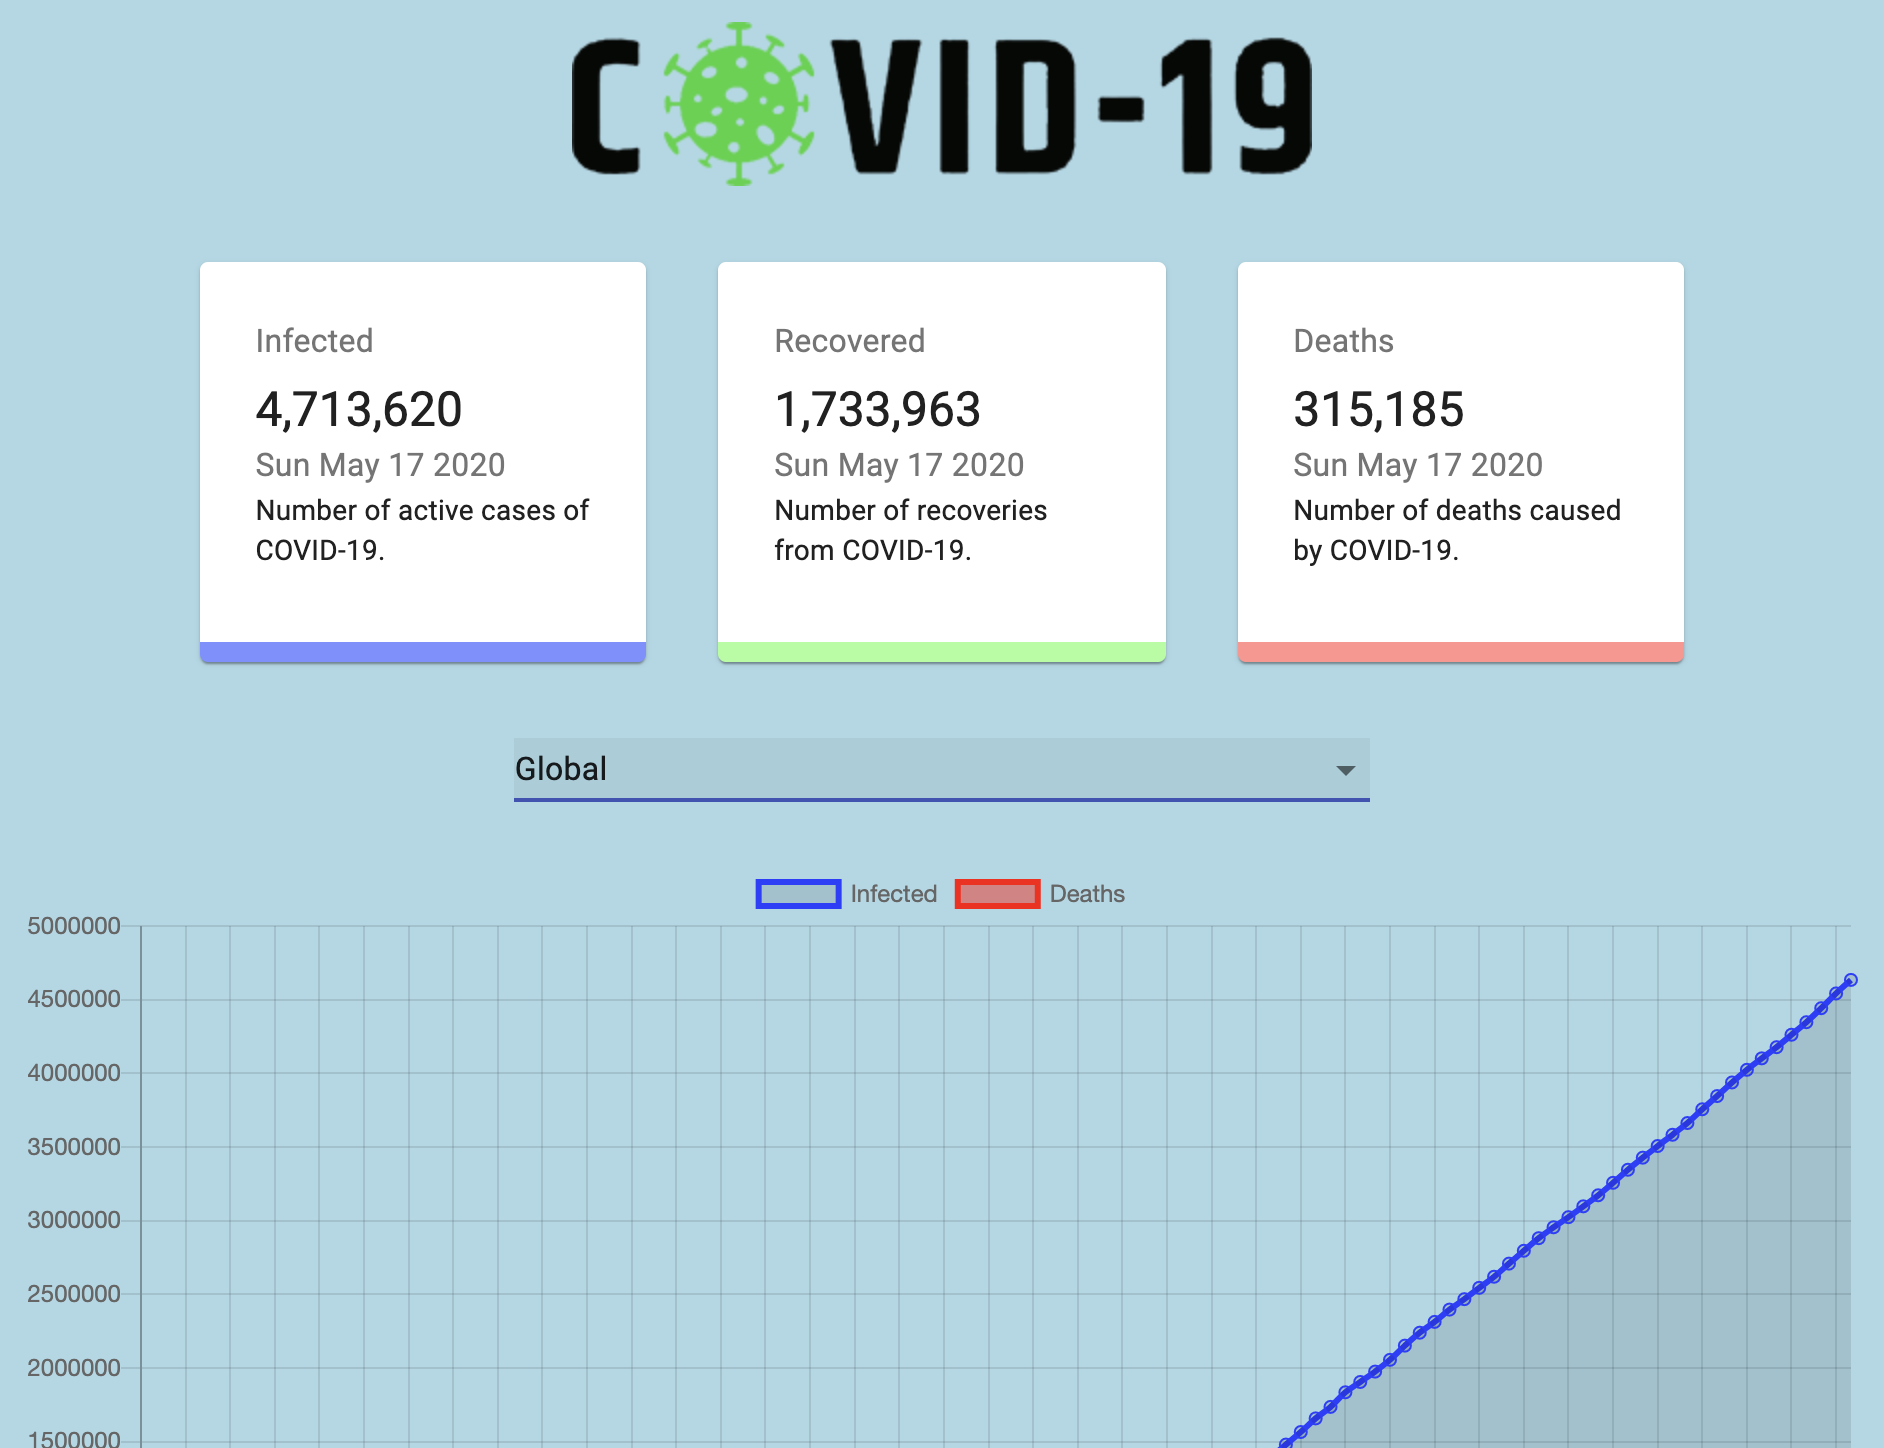 COVID-19
Infected
4,713,620
Sun May 17 2020
Number of active cases of
COVID-19.
Recovered
1,733,963
Sun May 17 2020
Number of recoveries
from COVID-19.
Deaths
315,185
Sun May 17 2020
Number of deaths caused
by COVID-19.
Global
Infected Deaths
5000000
4500000
4000000
3500000
3000000
2500000
2000000
1500000